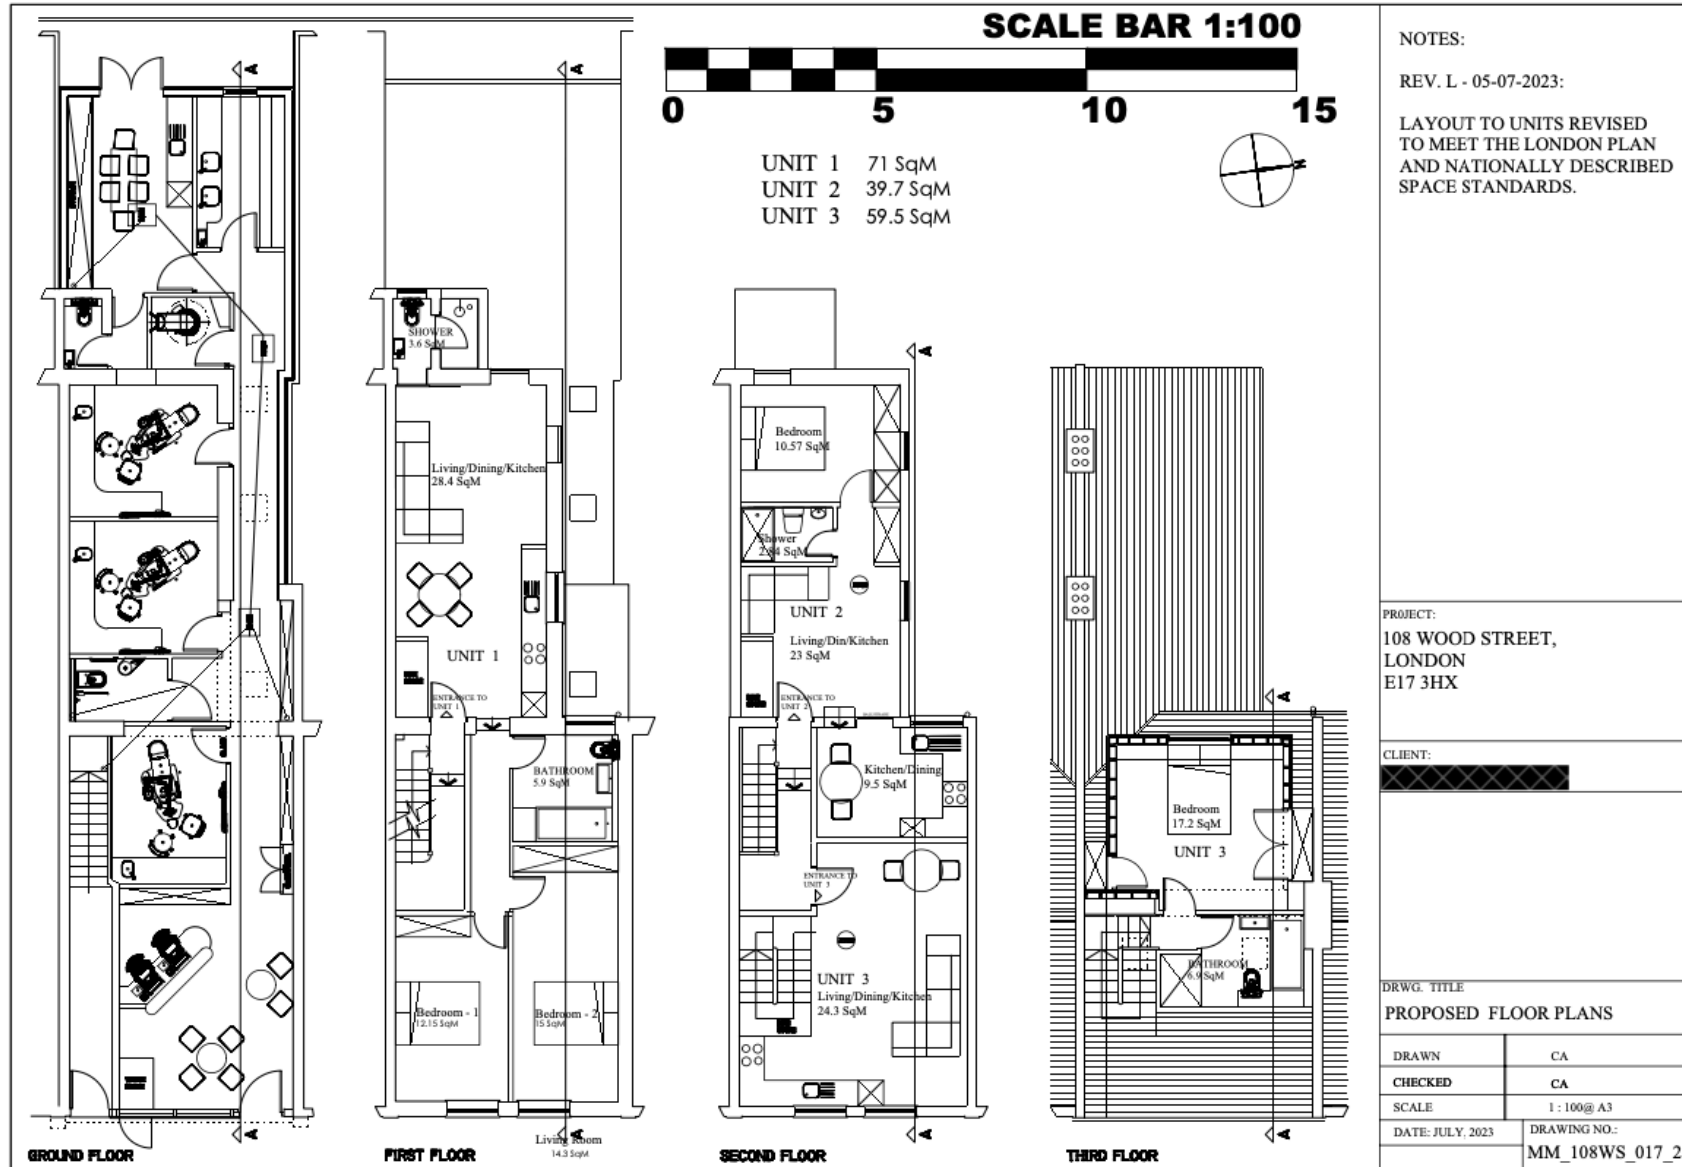 SCALE BAR 1:100
0 5 10 15
UNIT 1 71 SqM
UNIT 2 39.7 SqM
UNIT 3 59.5 SqM
N
NOTES:
REV. L - 05-07-2023:
LAYOUT TO UNITS REVISED
TO MEET THE LONDON PLAN
AND NATIONALLY DESCRIBED
SPACE STANDARDS.
PROJECT:
108 WOOD STREET,
LONDON
E17 3HX
CLIENT:
DRWG. TITLE
PROPOSED FLOOR PLANS
DRAWN CA
CHECKED CA
SCALE 1 : 100@ A3
DATE: JULY, 2023
DRAWING NO.:
MM_108WS_017_2
A
A
GROUND FLOOR
A
SHOWER
3.6 SqM
Living/Dining/Kitchen
28.4 SqM
UNIT 1
ENTRANCE TO
UNIT 1
BATHROOM
5.9 SqM
Bedroom - 1
12.15 SqM
Bedroom - 2
15 SqM
A
Living Room
14.3 SqM
FIRST FLOOR
A
Bedroom
10.57 SqM
Shower
2.84 SqM
UNIT 2
Living/Din/Kitchen
23 SqM
ENTRANCE TO
UNIT 2
Kitchen/Dining
9.5 SqM
ENTRANCE TO
UNIT 3
UNIT 3
Living/Dining/Kitchen
24.3 SqM
A
SECOND FLOOR
A
Bedroom
17.2 SqM
UNIT 3
BATHROOM
6.9 SqM
A
THIRD FLOOR